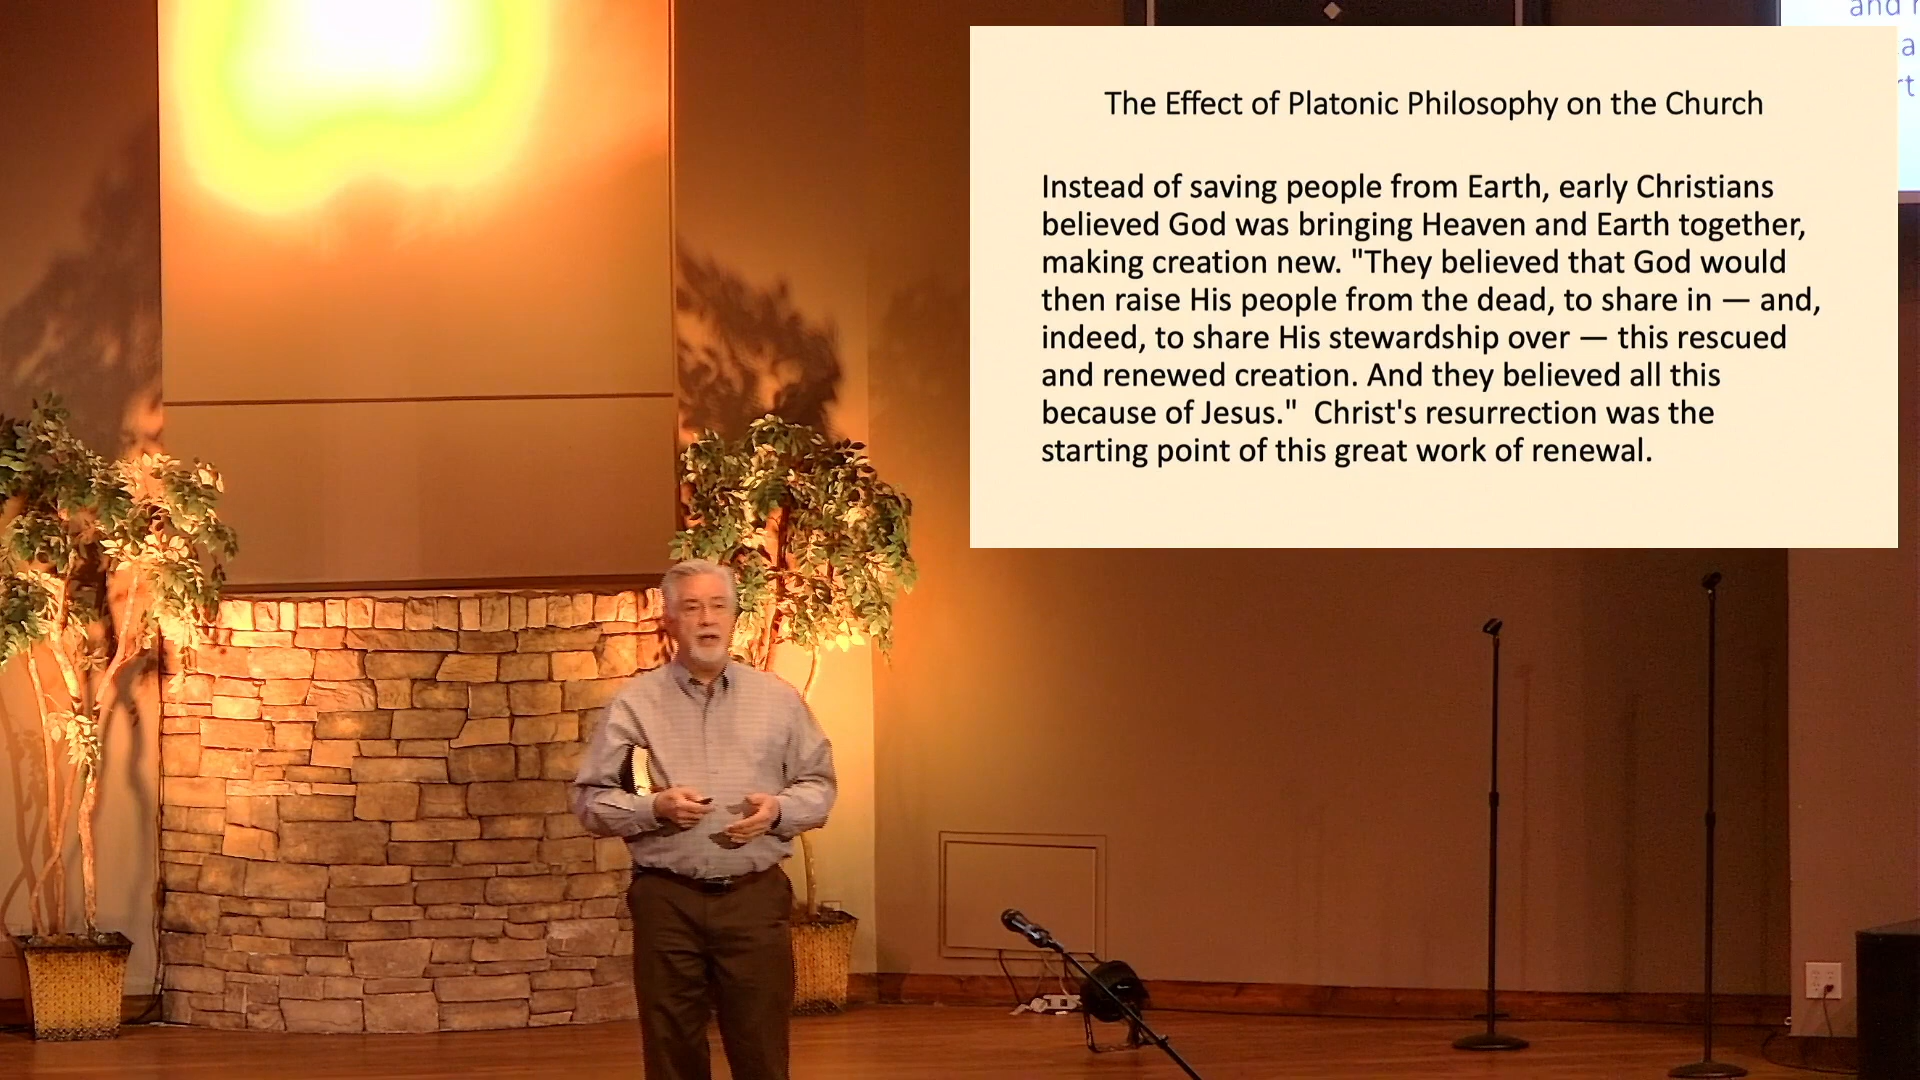 The Effect of Platonic Philosophy on the Church
Instead of saving people from Earth, early Christians
believed God was bringing Heaven and Earth together,
making creation new. "They believed that God would
then raise His people from the dead, to share in — and,
indeed, to share His stewardship over — this rescued
and renewed creation. And they believed all this
because of Jesus."  Christ's resurrection was the
starting point of this great work of renewal.
and